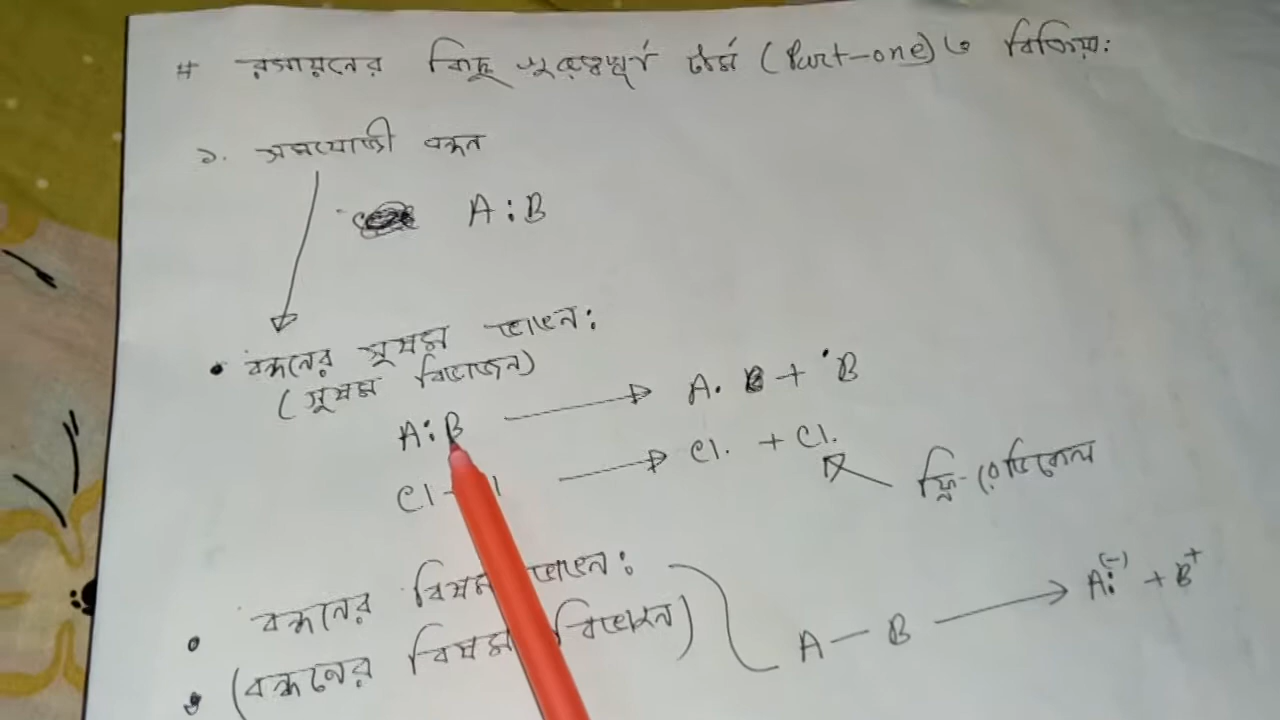 # রসায়নের কিছু গুরুত্বপূর্ণ টার্ম (Part-one) ও বিক্রিয়া:
১. সমযোজী বন্ধন
A:B
• বন্ধনের সুষম ভাঙন:
(সুষম বিভাজন)
A:B → A. B + ·B
Cl - Cl → Cl. + Cl.
ফ্রি-রেডিকেল
• বন্ধনের বিষম ভাঙন:
• (বন্ধনের বিষম বিভাজন)
A — B → A:(-) + B+